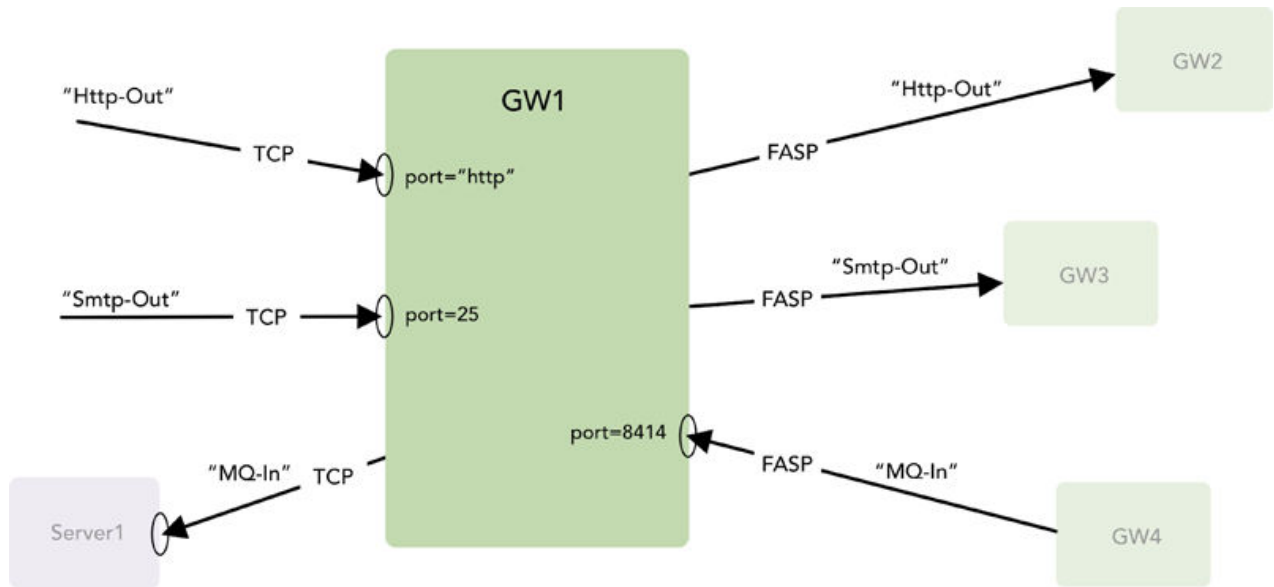 GW1
GW2
“Http-Out”
TCP
port=“http”
“Http-Out”
FASP
“Smtp-Out”
TCP
port=25
“Smtp-Out”
FASP
GW3
port=8414
FASP
“MQ-In”
GW4
“MQ-In”
TCP
Server1